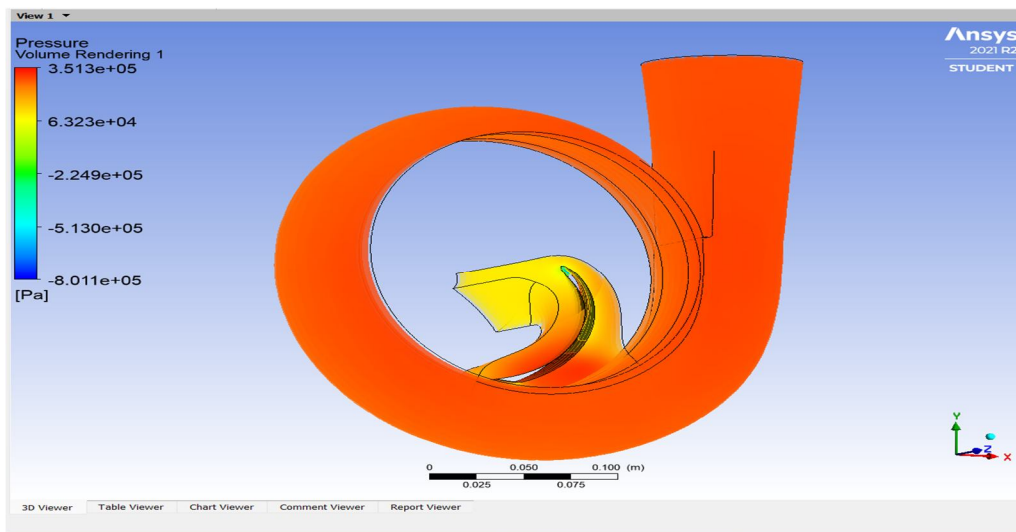 View 1
Pressure
Volume Rendering 1
3.513e+05
6.323e+04
-2.249e+05
-5.130e+05
-8.011e+05
[Pa]
Ansys
2021 R2
STUDENT
0 0.050 0.100 (m)
0.025 0.075
Y
Z
X
3D Viewer Table Viewer Chart Viewer Comment Viewer Report Viewer